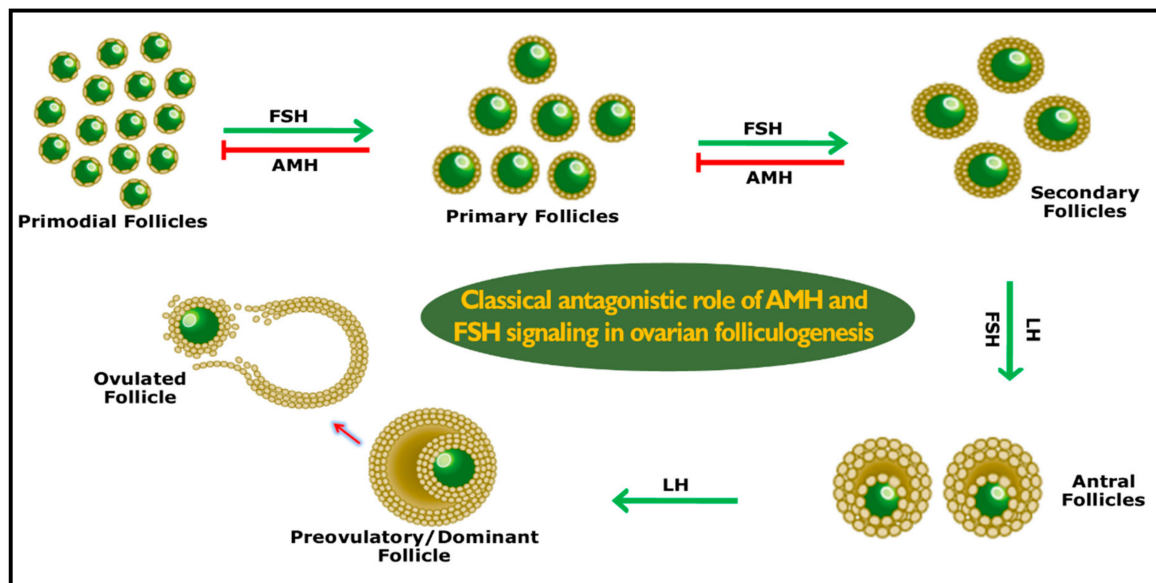 FSH
AMH
Primodial Follicles
Primary Follicles
FSH
AMH
Secondary
Follicles
Classical antagonistic role of AMH and
FSH signaling in ovarian folliculogenesis
LH
FSH
Ovulated
Follicle
Antral
Follicles
LH
Preovulatory/Dominant
Follicle